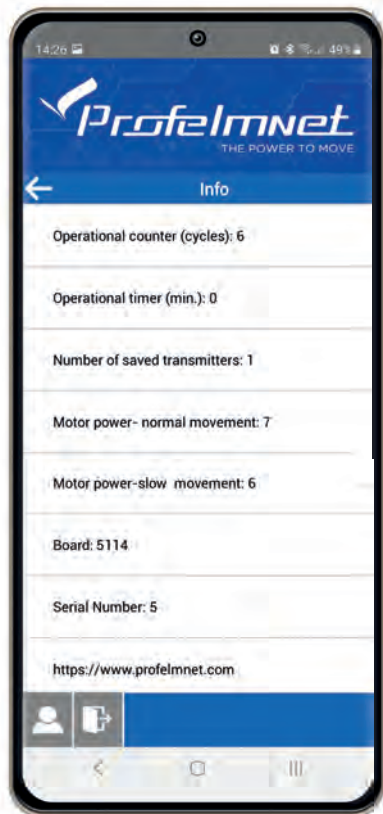 14:26
49%
Profelmnet
THE POWER TO MOVE
Info
Operational counter (cycles): 6
Operational timer (min.): 0
Number of saved transmitters: 1
Motor power- normal movement: 7
Motor power-slow  movement: 6
Board: 5114
Serial Number: 5
https://www.profelmnet.com